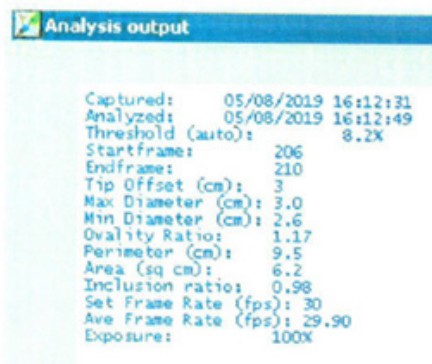 Analysis output
Captured: 05/08/2019 16:12:31
Analyzed: 05/08/2019 16:12:49
Threshold (auto): 8.2%
Startframe: 206
Endframe: 210
Tip Offset (cm): 3
Max Diameter (cm): 3.0
Min Diameter (cm): 2.6
Ovality Ratio: 1.17
Perimeter (cm): 9.5
Area (sq cm): 6.2
Inclusion ratio: 0.98
Set Frame Rate (fps): 30
Ave Frame Rate (fps): 29.90
Exposure: 100%